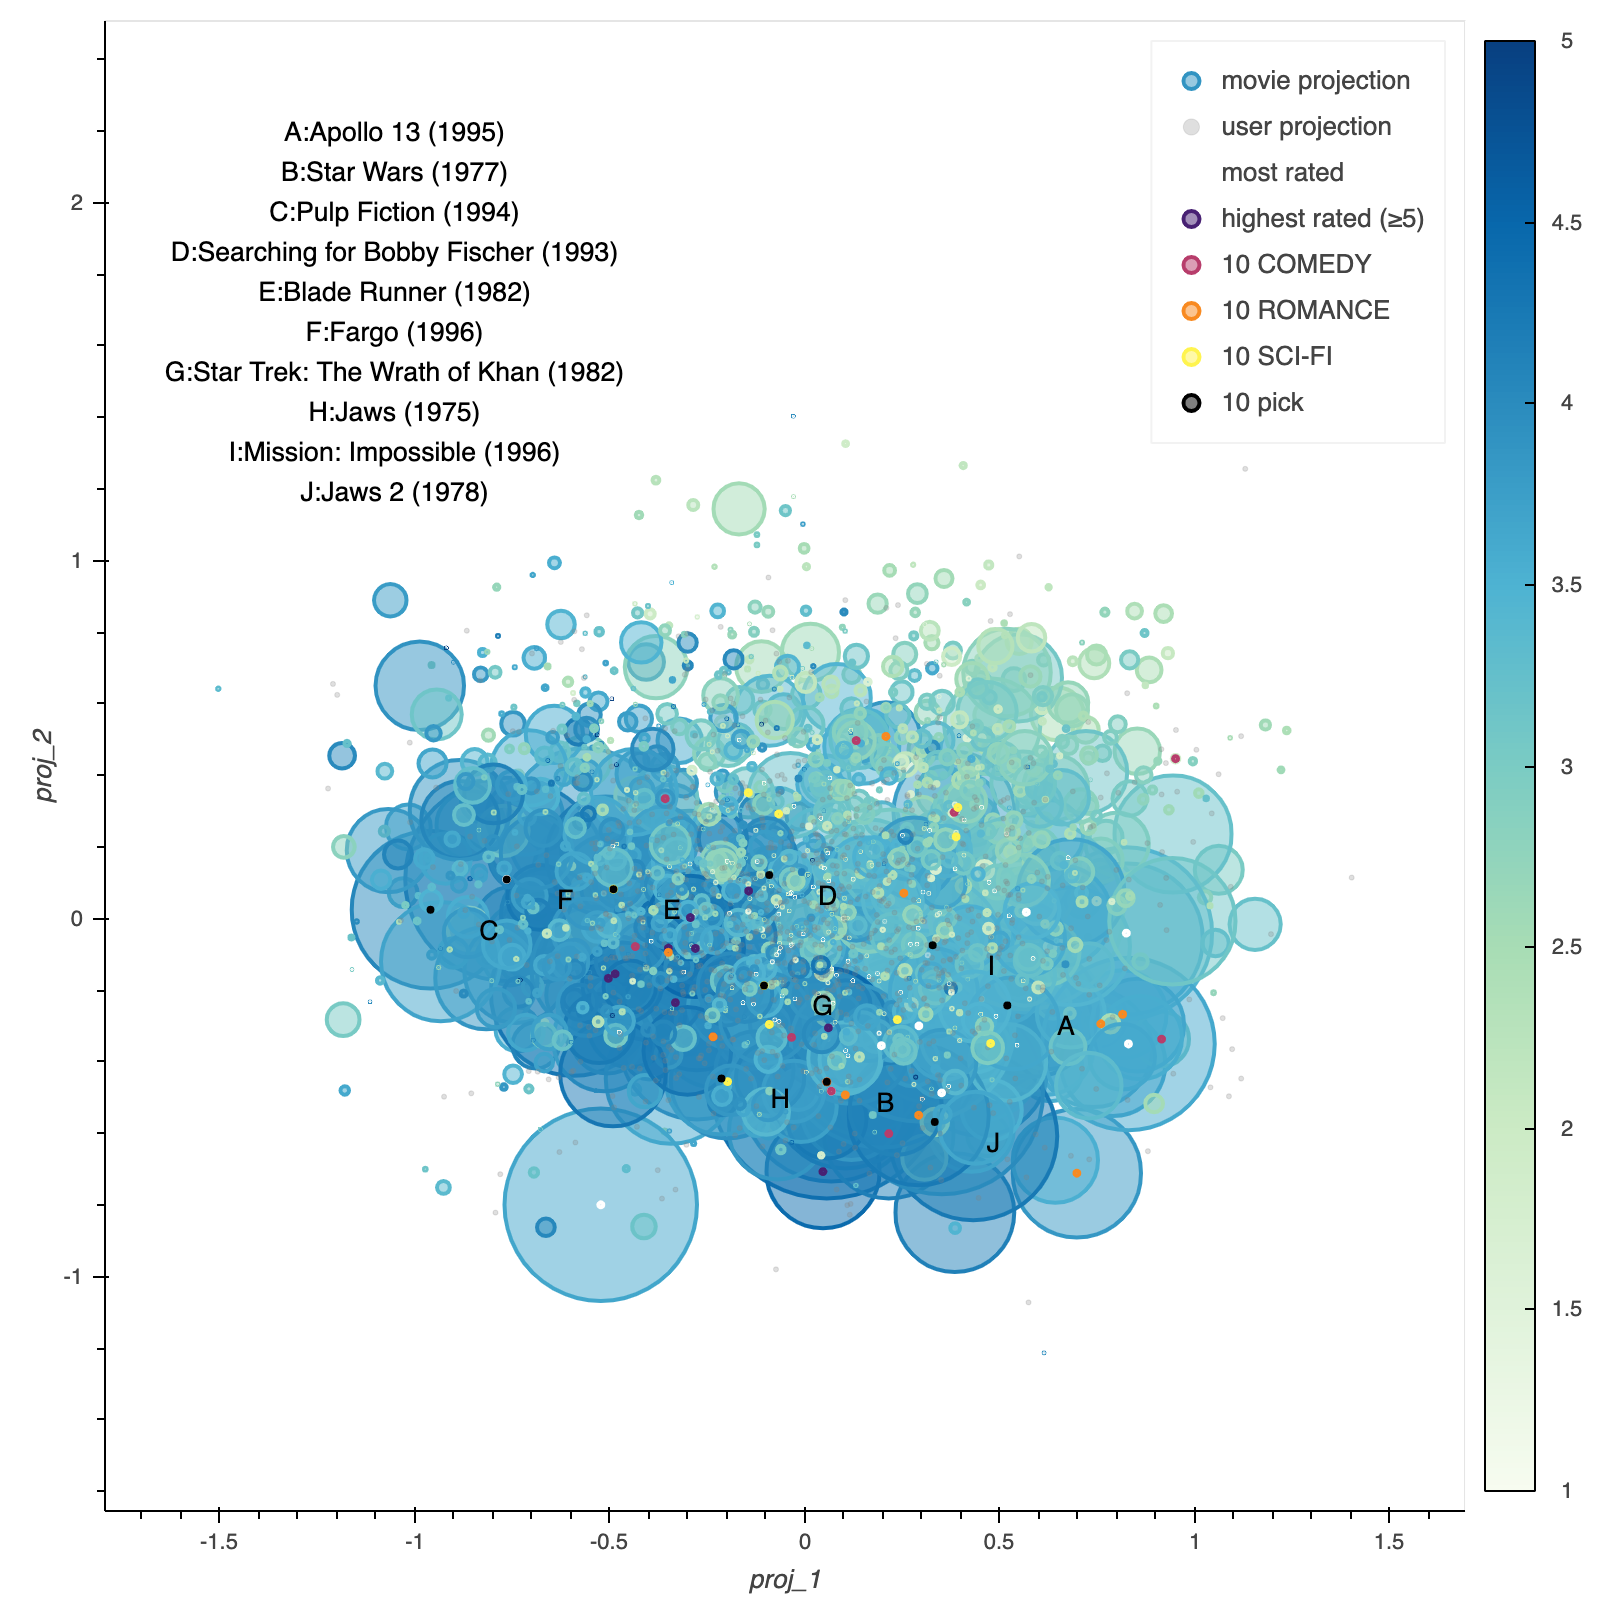 A:Apollo 13 (1995)
B:Star Wars (1977)
C:Pulp Fiction (1994)
D:Searching for Bobby Fischer (1993)
E:Blade Runner (1982)
F:Fargo (1996)
G:Star Trek: The Wrath of Khan (1982)
H:Jaws (1975)
I:Mission: Impossible (1996)
J:Jaws 2 (1978)
movie projection
user projection
most rated
highest rated (≥5)
10 COMEDY
10 ROMANCE
10 SCI-FI
10 pick
5
4.5
4
3.5
3
2.5
2
1.5
1
2
1
0
-1
proj_2
F
E
D
C
I
G
A
H
B
J
-1.5
-1
-0.5
0
0.5
1
1.5
proj_1